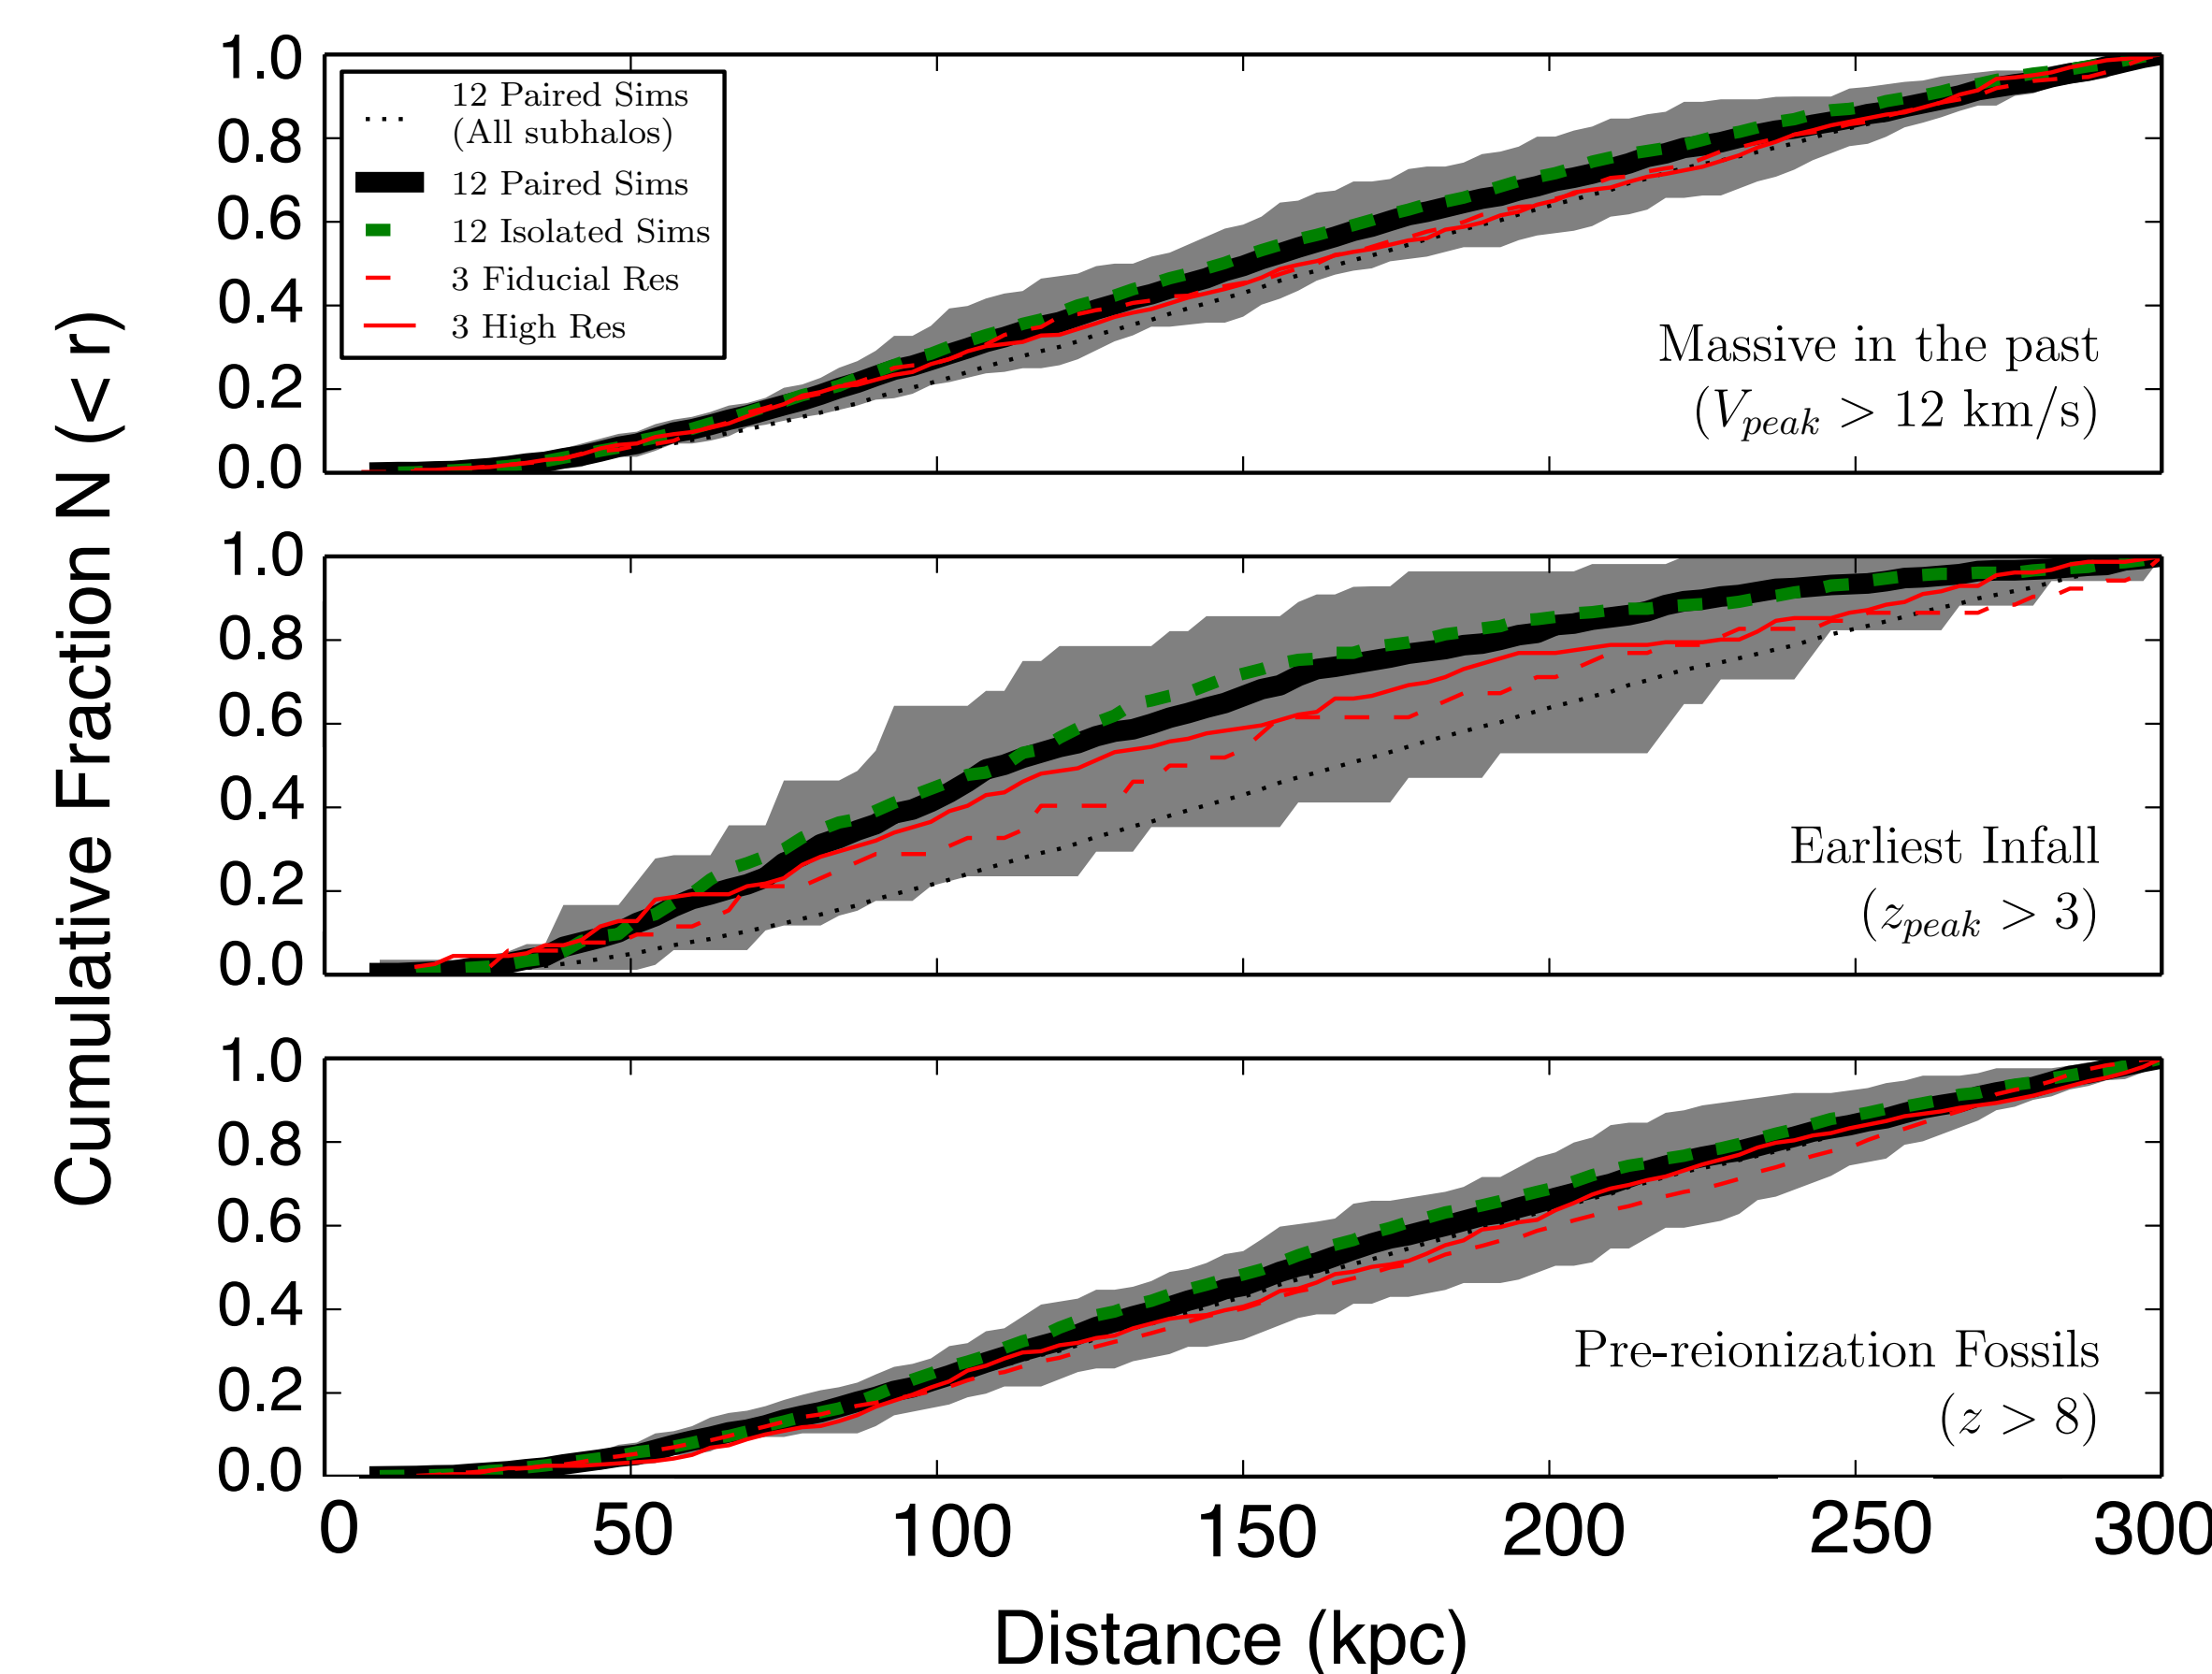 Cumulative Fraction N (< r)
1.0
0.8
0.6
0.4
0.2
0.0
12 Paired Sims
(All subhalos)
12 Paired Sims
12 Isolated Sims
3 Fiducial Res
3 High Res
Massive in the past
(V_peak > 12 km/s)
1.0
0.8
0.6
0.4
0.2
0.0
Earliest Infall
(z_peak > 3)
1.0
0.8
0.6
0.4
0.2
0.0
Pre-reionization Fossils
(z > 8)
0 50 100 150 200 250 300
Distance (kpc)